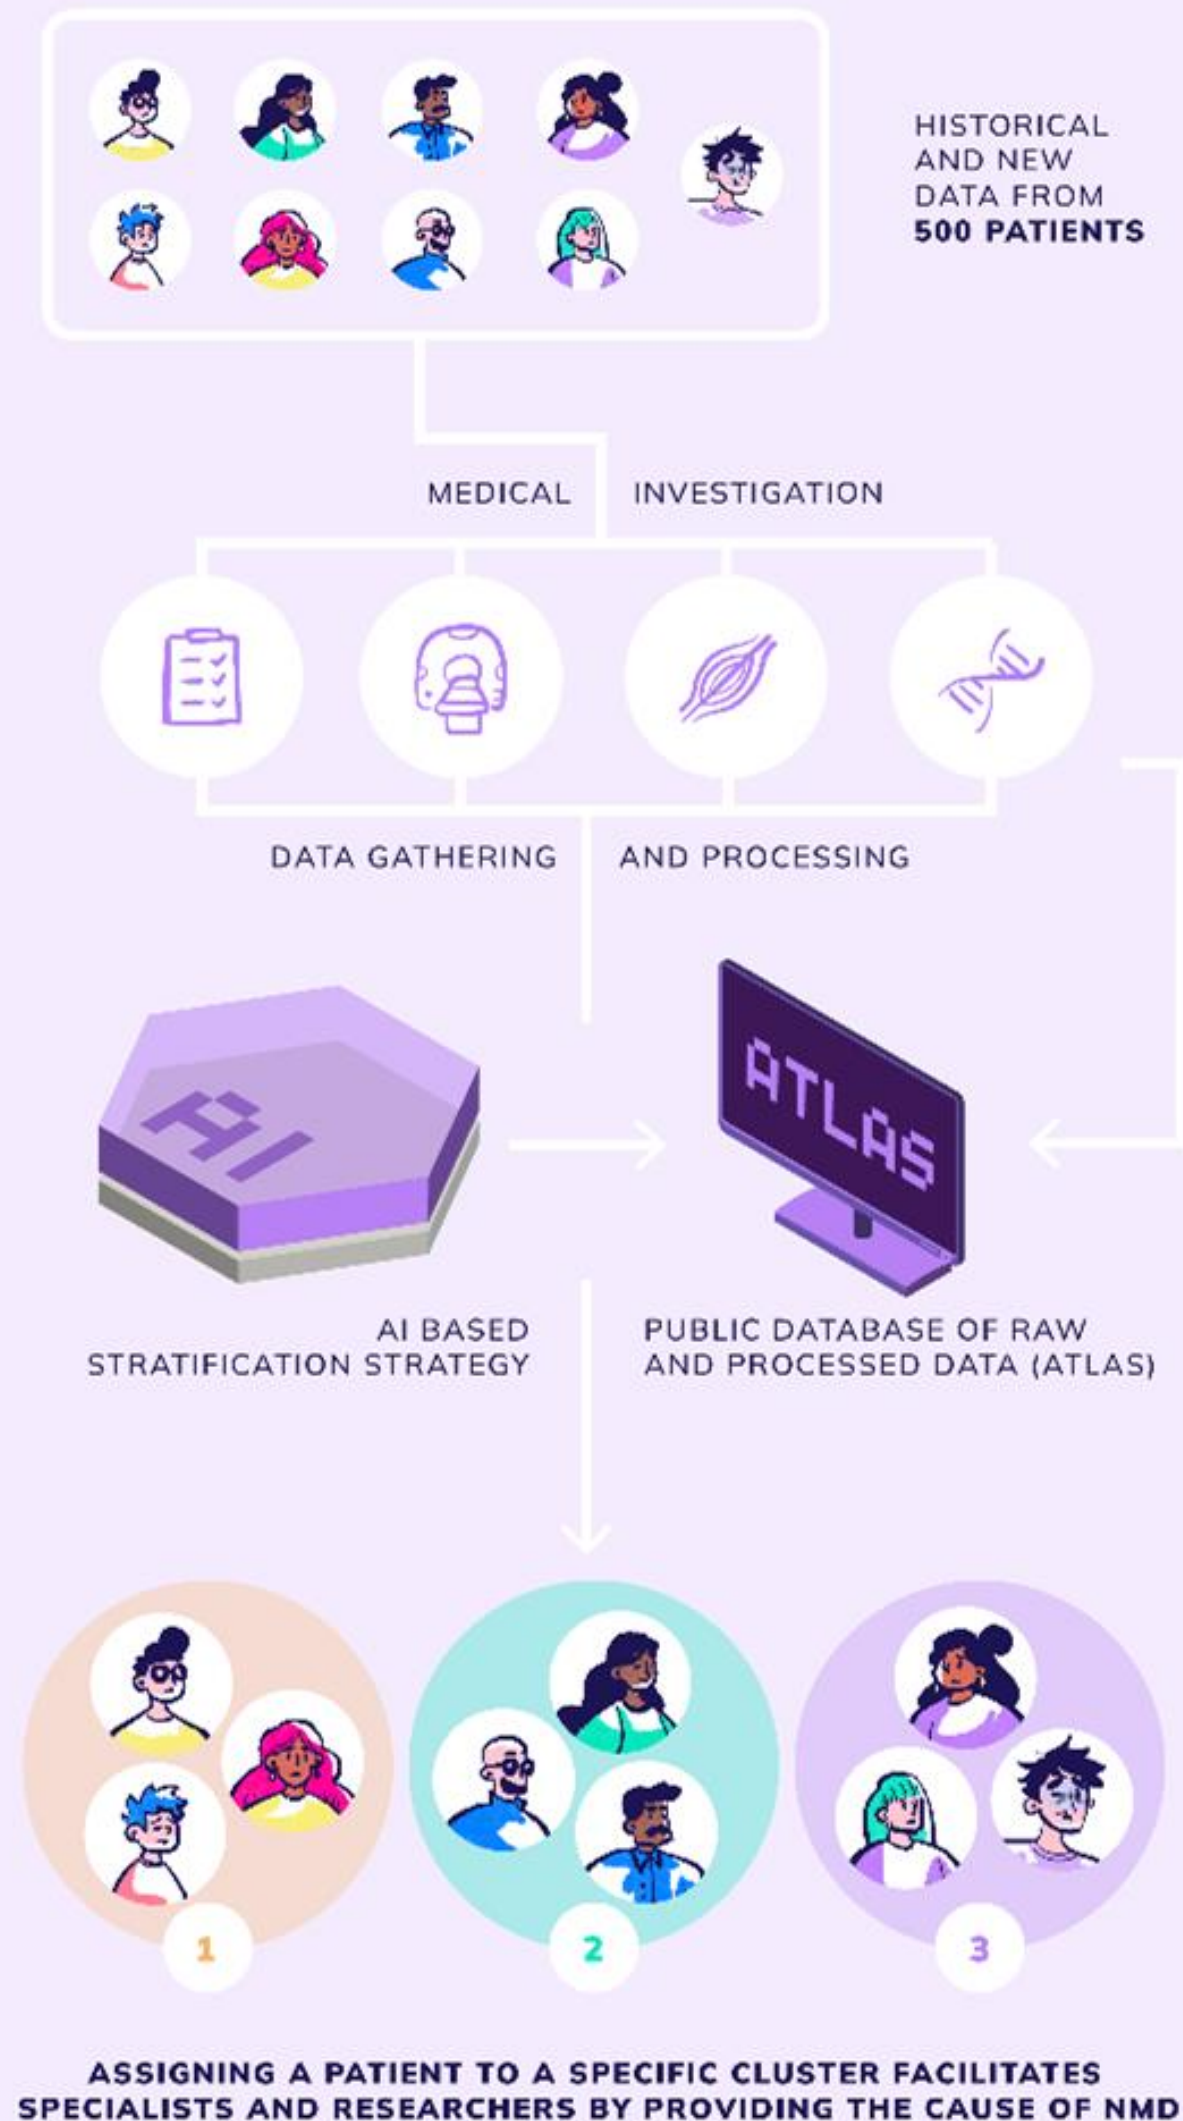 HISTORICAL
AND NEW
DATA FROM
500 PATIENTS
MEDICAL INVESTIGATION
DATA GATHERING AND PROCESSING
AI
ATLAS
AI BASED
STRATIFICATION STRATEGY
PUBLIC DATABASE OF RAW
AND PROCESSED DATA (ATLAS)
1
2
3
ASSIGNING A PATIENT TO A SPECIFIC CLUSTER FACILITATES
SPECIALISTS AND RESEARCHERS BY PROVIDING THE CAUSE OF NMD